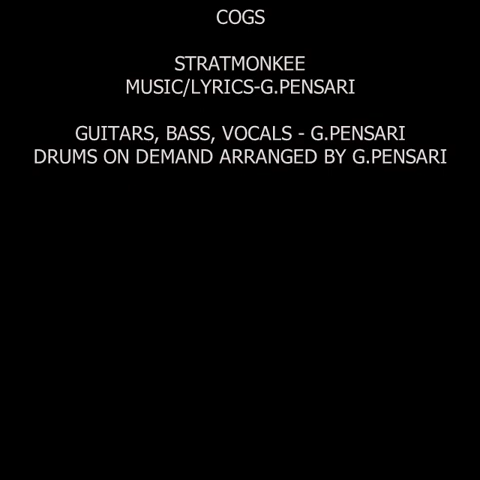 COGS
STRATMONKEE
MUSIC/LYRICS-G.PENSARI
GUITARS, BASS, VOCALS - G.PENSARI
DRUMS ON DEMAND ARRANGED BY G.PENSARI